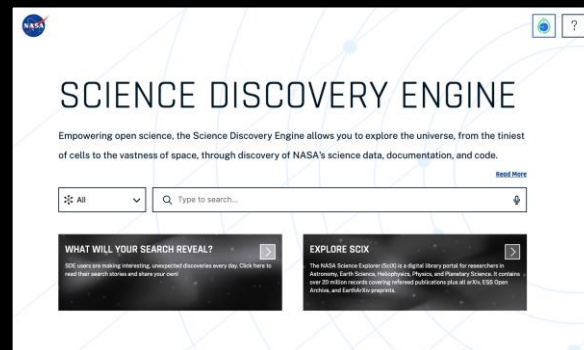 NASA
?
SCIENCE DISCOVERY ENGINE
Empowering open science, the Science Discovery Engine allows you to explore the universe, from the tiniest
of cells to the vastness of space, through discovery of NASA's science data, documentation, and code.
Read More
All
Type to search...
WHAT WILL YOUR SEARCH REVEAL?
SDE users are making interesting, unexpected discoveries every day. Click here to
read their search stories and share your own!
EXPLORE SCIX
The NASA Science Explorer (SciX) is a digital library portal for researchers in
Astronomy, Earth Science, Heliophysics, Physics, and Planetary Science. It contains
over 20 million records covering refereed publications plus all arXiv, ESS Open
Archive, and EarthArXiv preprints.